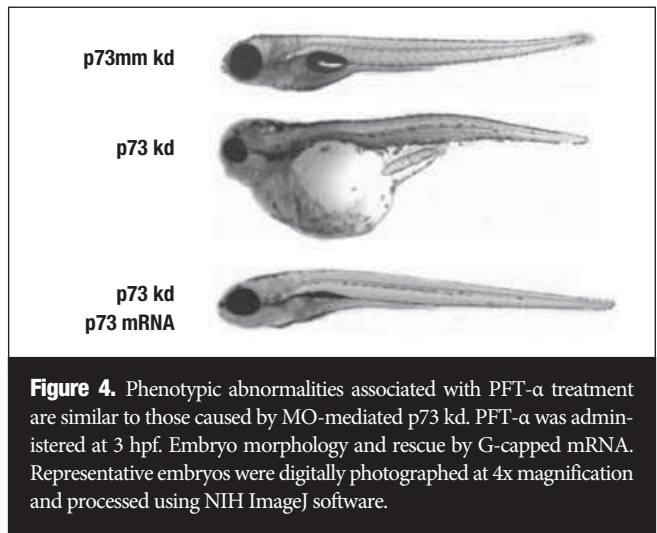 p73mm kd
p73 kd
p73 kd
p73 mRNA
Figure 4. Phenotypic abnormalities associated with PFT-α treatment
are similar to those caused by MO-mediated p73 kd. PFT-α was admin-
istered at 3 hpf. Embryo morphology and rescue by G-capped mRNA.
Representative embryos were digitally photographed at 4x magnification
and processed using NIH ImageJ software.